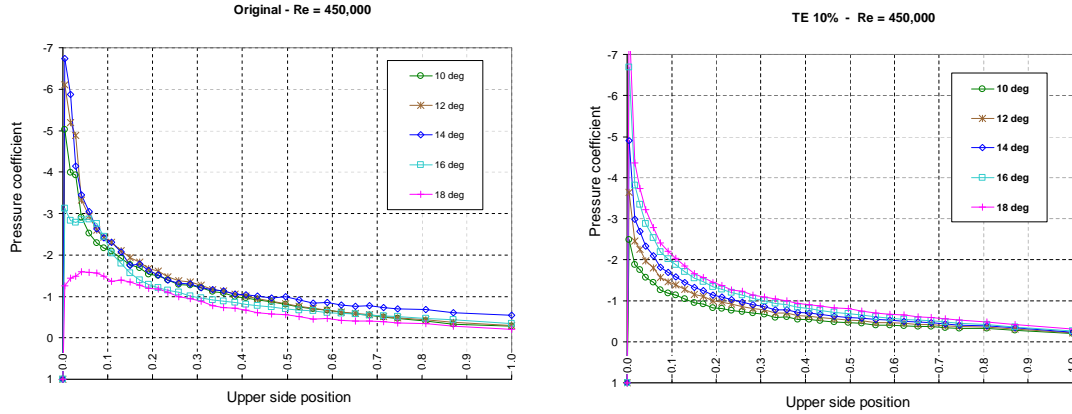 Original - Re = 450,000
-7
-6
-5
-4
-3
-2
-1
0
1
Pressure coefficient
10 deg
12 deg
14 deg
16 deg
18 deg
0.0
0.1
0.2
0.3
0.4
0.5
0.6
0.7
0.8
0.9
1.0
Upper side position
TE 10% - Re = 450,000
-7
-6
-5
-4
-3
-2
-1
0
1
Pressure coefficient
10 deg
12 deg
14 deg
16 deg
18 deg
0.0
0.1
0.2
0.3
0.4
0.5
0.6
0.7
0.8
0.9
1.0
Upper side position